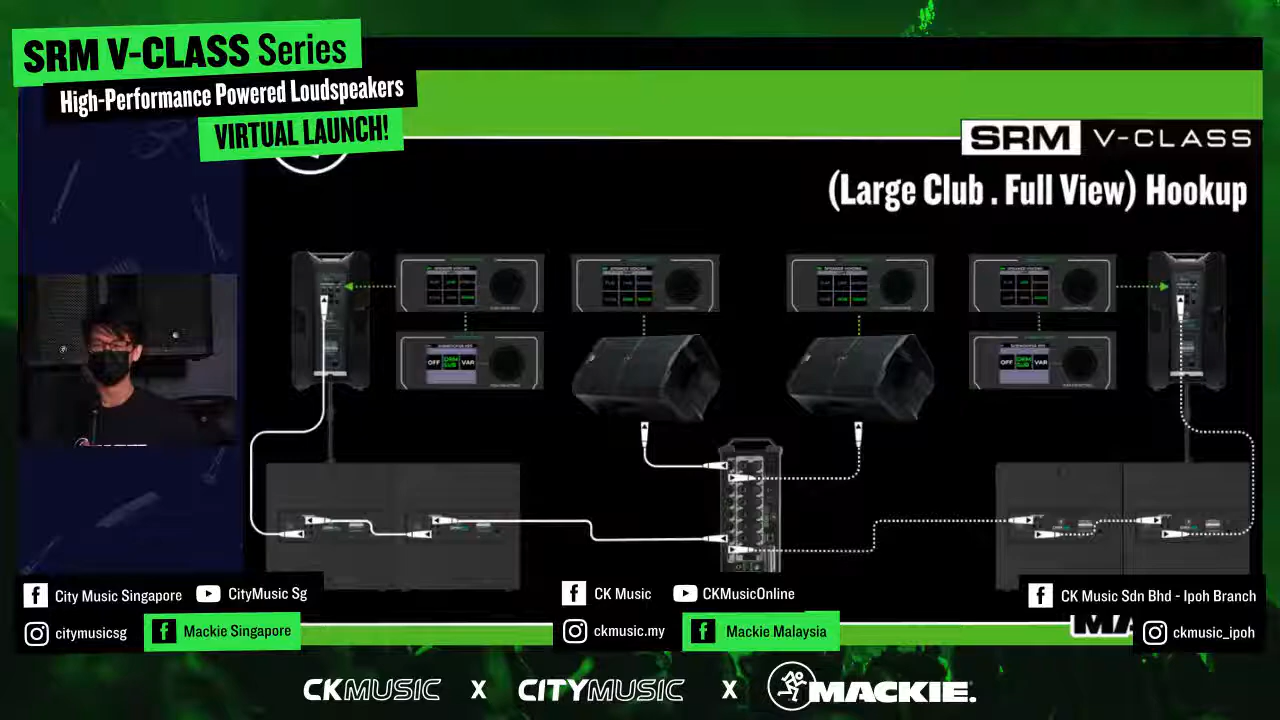 SRM V-CLASS Series
High-Performance Powered Loudspeakers
VIRTUAL LAUNCH!
SRM V-CLASS
(Large Club . Full View) Hookup
OFF
SUB
VAR
OFF
SUB
VAR
City Music Singapore
CityMusic Sg
CK Music
CKMusicOnline
CK Music Sdn Bhd - Ipoh Branch
citymusicsg
Mackie Singapore
ckmusic.my
Mackie Malaysia
ckmusic_ipoh
CKMUSIC X CITYMUSIC X MACKIE.